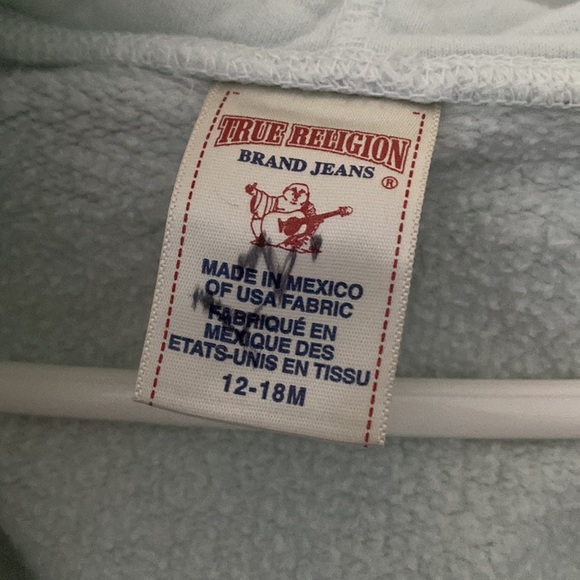 TRUE RELIGION
BRAND JEANS
®
MADE IN MEXICO
OF USA FABRIC
FABRIQUÉ EN
MEXIQUE DES
ETATS-UNIS EN TISSU
12-18M